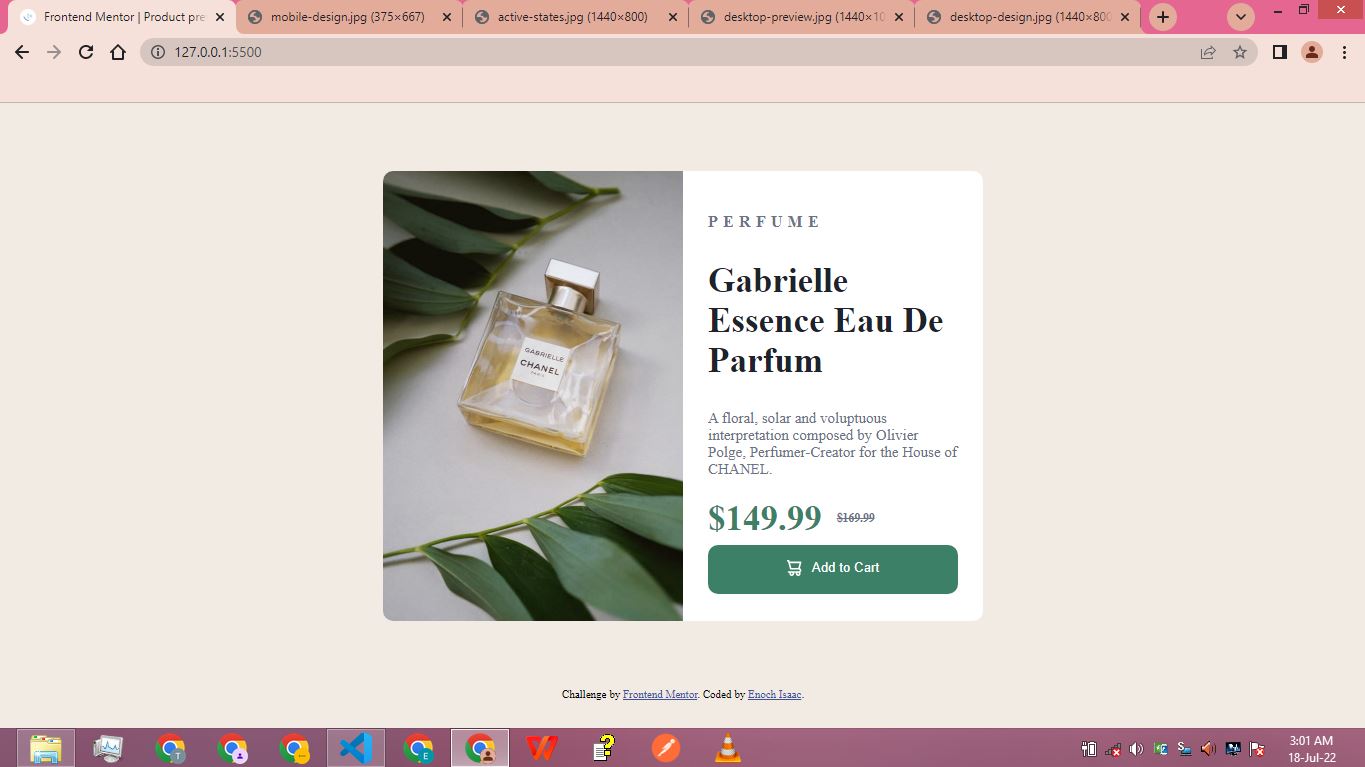 Frontend Mentor | Product pre
mobile-design.jpg (375×667)
active-states.jpg (1440×800)
desktop-preview.jpg (1440×10
desktop-design.jpg (1440×800
127.0.0.1:5500
PERFUME
Gabrielle
Essence Eau De
Parfum
A floral, solar and voluptuous
interpretation composed by Olivier
Polge, Perfumer-Creator for the House of
CHANEL.
$149.99 $169.99
Add to Cart
GABRIELLE
CHANEL
PARIS
Challenge by Frontend Mentor. Coded by Enoch Isaac.
T
E
3:01 AM
18-Jul-22